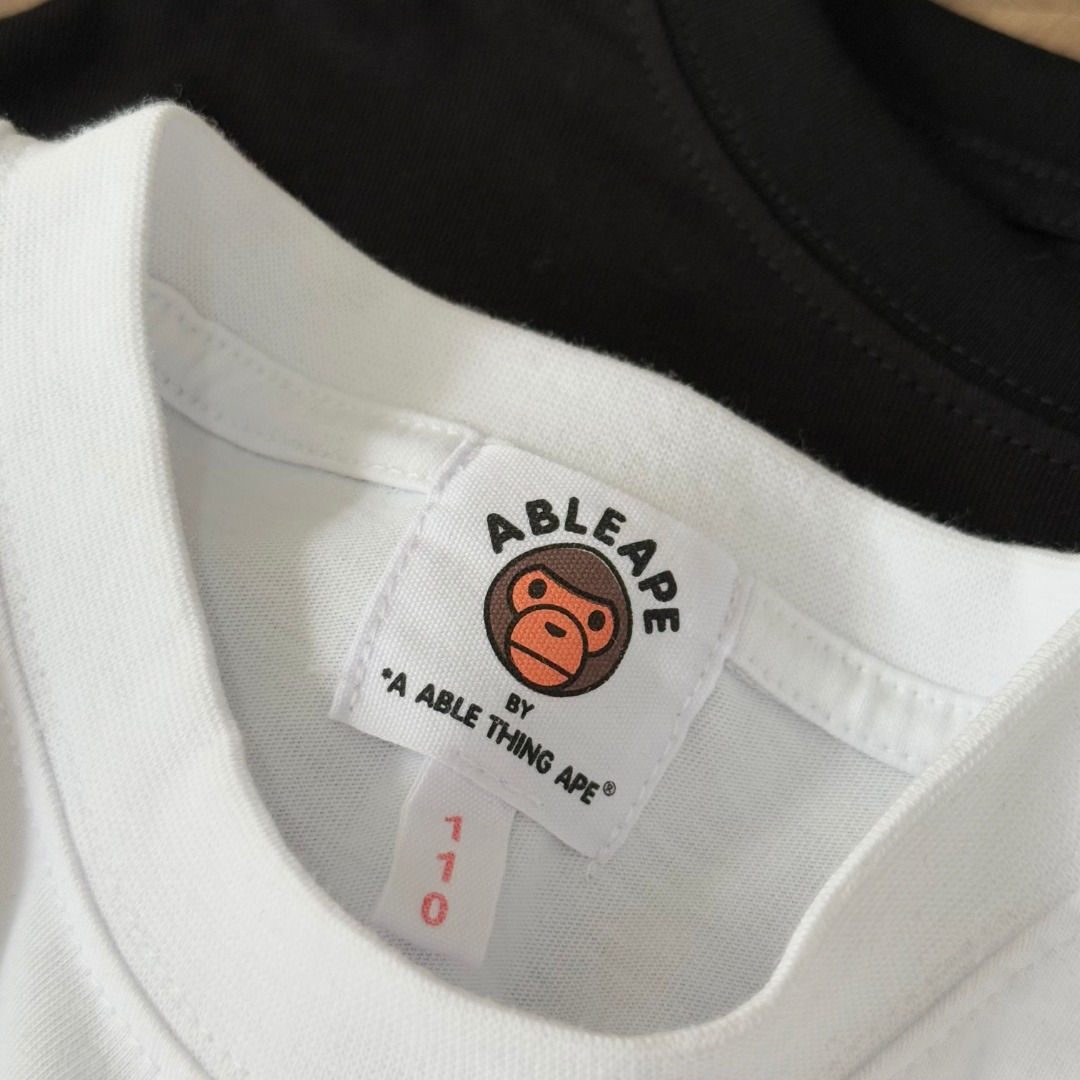 ABLEAPE
BY
*A ABLE THING APE®
110